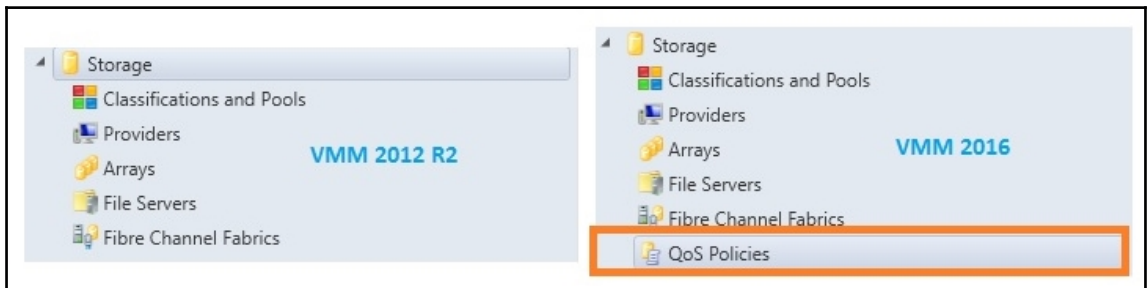 Storage
Classifications and Pools
Providers
Arrays
File Servers
Fibre Channel Fabrics
VMM 2012 R2
Storage
Classifications and Pools
Providers
Arrays
File Servers
Fibre Channel Fabrics
QoS Policies
VMM 2016